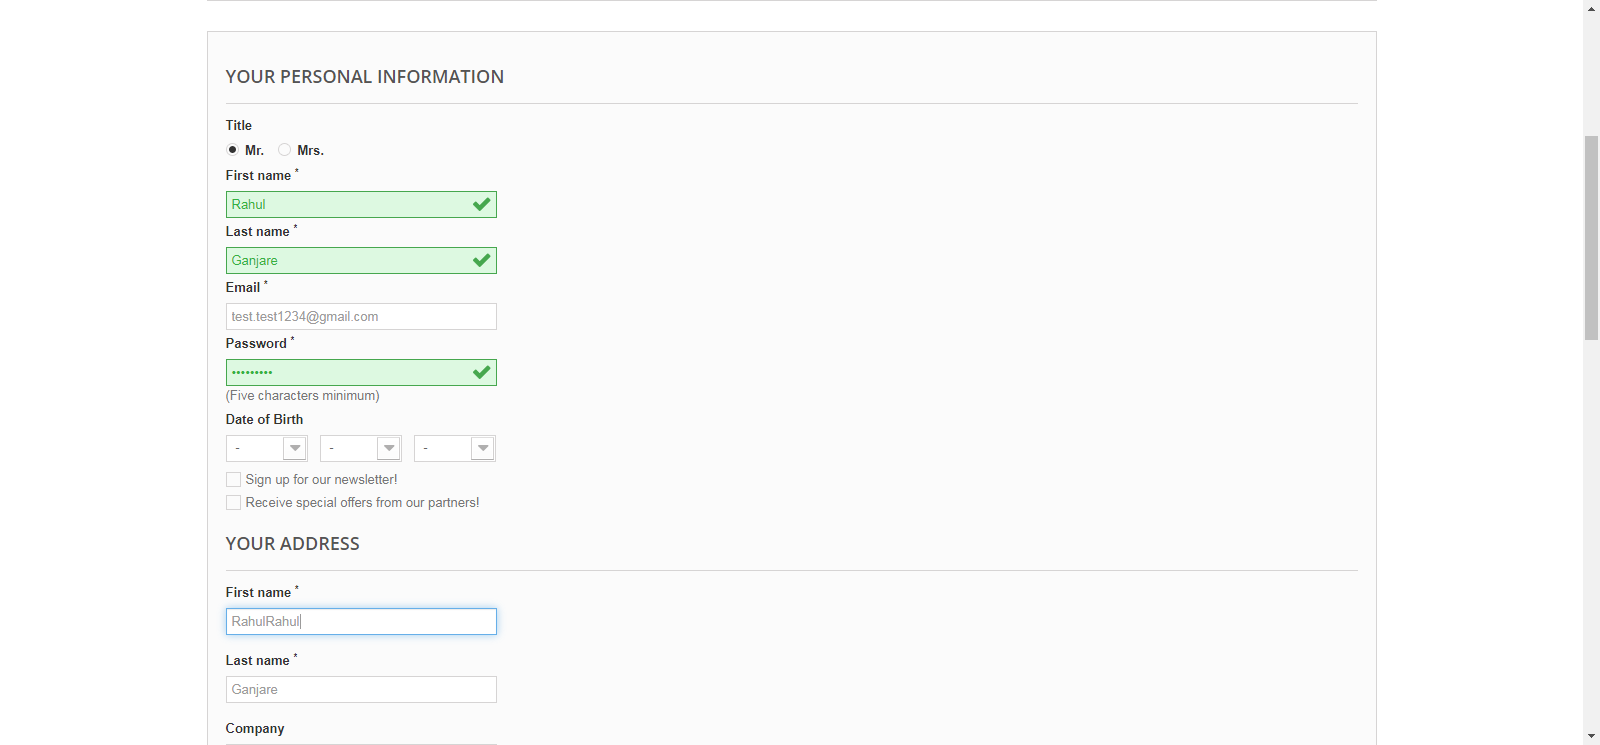 YOUR PERSONAL INFORMATION
Title
Mr. Mrs.
First name *
Rahul
Last name *
Ganjare
Email *
test.test1234@gmail.com
Password *
•••••••••
(Five characters minimum)
Date of Birth
- - -
Sign up for our newsletter!
Receive special offers from our partners!
YOUR ADDRESS
First name *
RahulRahul
Last name *
Ganjare
Company